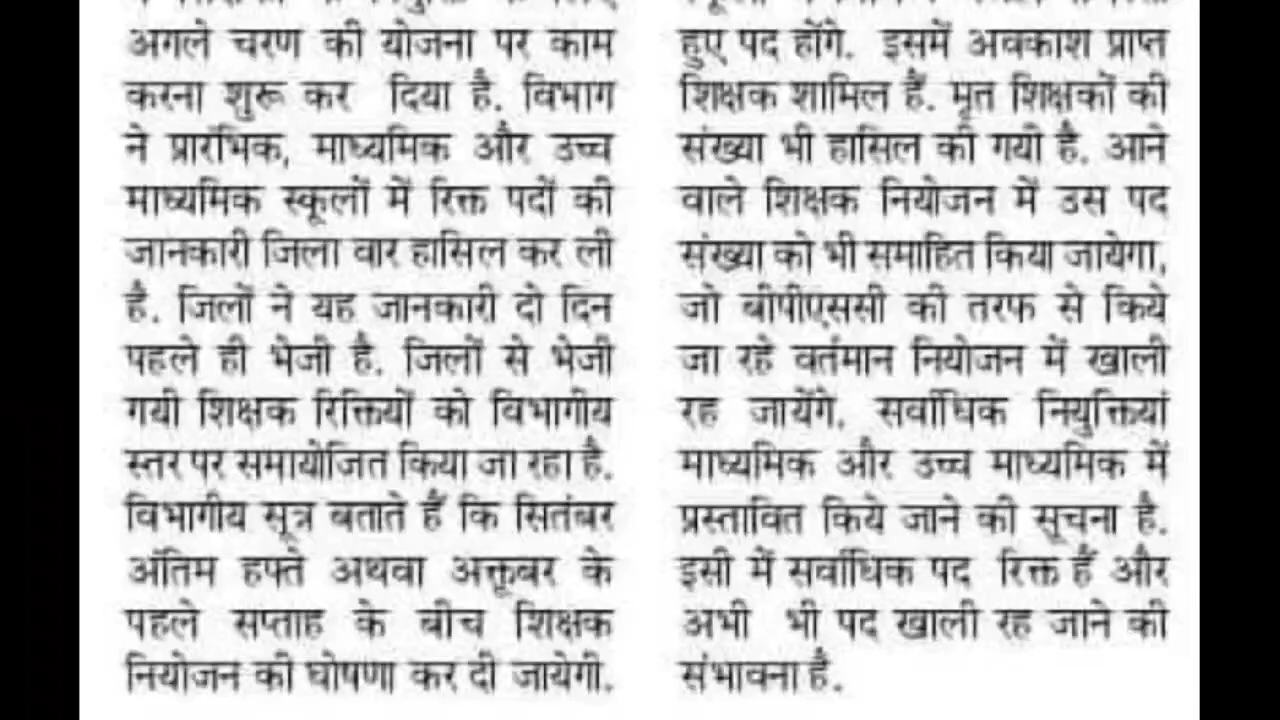 अगले चरण की योजना पर काम
करना शुरू कर दिया है. विभाग
ने प्रारंभिक, माध्यमिक और उच्च
माध्यमिक स्कूलों में रिक्त पदों की
जानकारी जिला वार हासिल कर ली
है. जिलों ने यह जानकारी दो दिन
पहले ही भेजी है. जिलों से भेजी
गयी शिक्षक रिक्तियों को विभागीय
स्तर पर समायोजित किया जा रहा है.
विभागीय सूत्र बताते हैं कि सितंबर
अंतिम हफ्ते अथवा अक्तूबर के
पहले सप्ताह के बीच शिक्षक
नियोजन की घोषणा कर दी जायेगी.
हुए पद होंगे. इसमें अवकाश प्राप्त
शिक्षक शामिल हैं. मृत शिक्षकों की
संख्या भी हासिल की गयी है. आने
वाले शिक्षक नियोजन में उस पद
संख्या को भी समाहित किया जायेगा,
जो बीपीएससी की तरफ से किये
जा रहे वर्तमान नियोजन में खाली
रह जायेंगे. सर्वाधिक नियुक्तियां
माध्यमिक और उच्च माध्यमिक में
प्रस्तावित किये जाने की सूचना है.
इसी में सर्वाधिक पद रिक्त हैं और
अभी भी पद खाली रह जाने की
संभावना है.